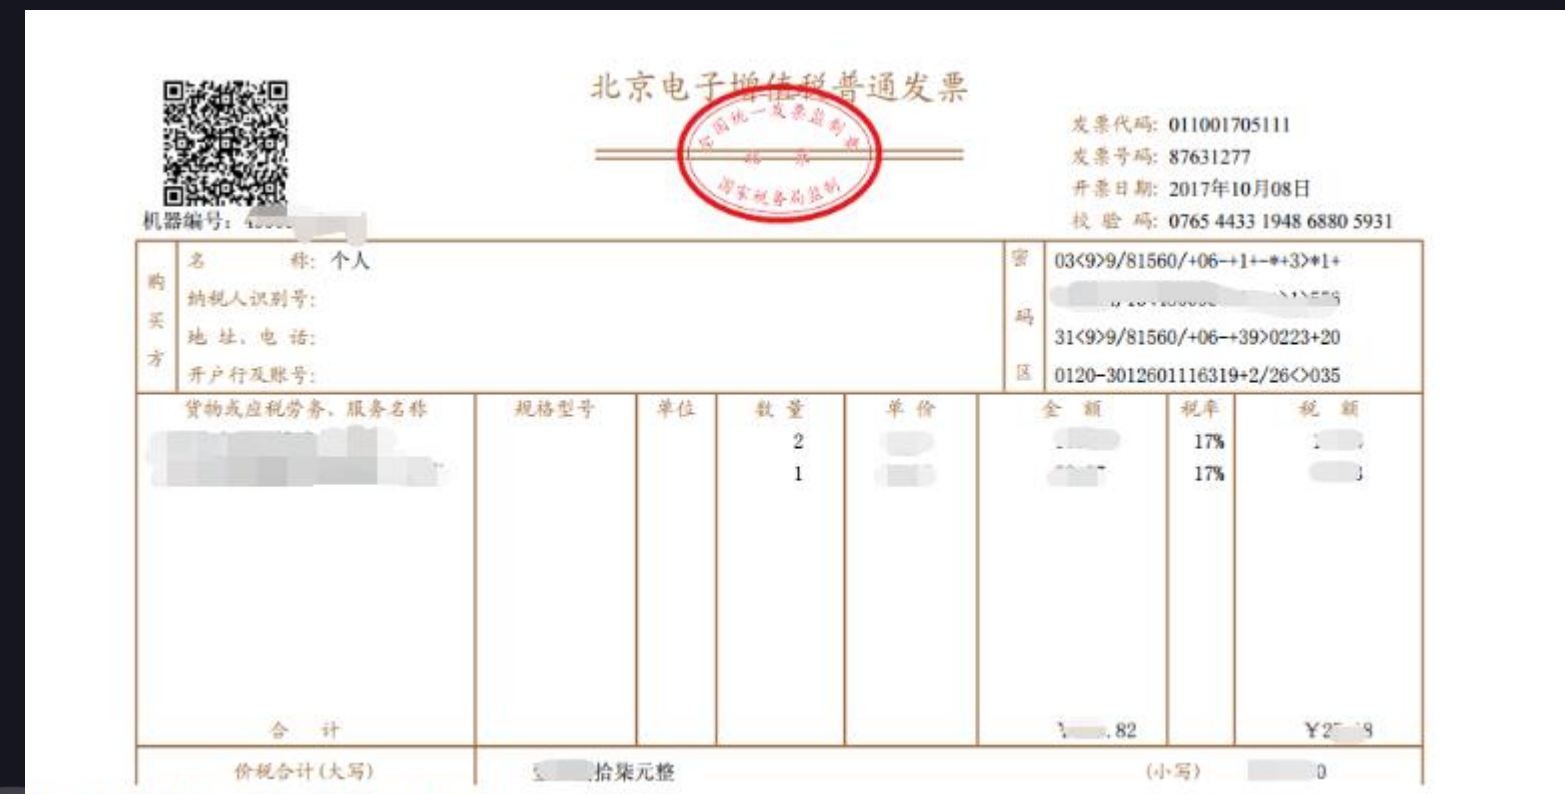 北京电子增值税普通发票
全国统一发票监制章
北京
国家税务局监制
发票代码: 011001705111
发票号码: 87631277
开票日期: 2017年10月08日
校验码: 0765 4433 1948 6880 5931
机器编号:
购买方
名称: 个人
纳税人识别号:
地址、电话:
开户行及账号:
密码区
03<9>9/81560/+06-+1+-*+3>*1+
31<9>9/81560/+06-+39>0223+20
0120-3012601116319+2/26<>035
货物或应税劳务、服务名称 规格型号 单位 数量 单价 金额 税率 税额
2 17%
1 17%
合计 .82 ¥2 8
价税合计(大写) 拾柒元整 (小写) 0